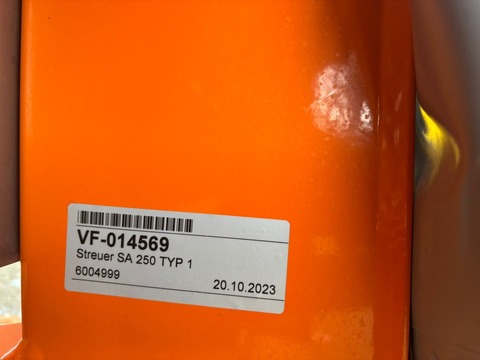 VF-014569
Streuer SA 250 TYP 1
6004999
20.10.2023